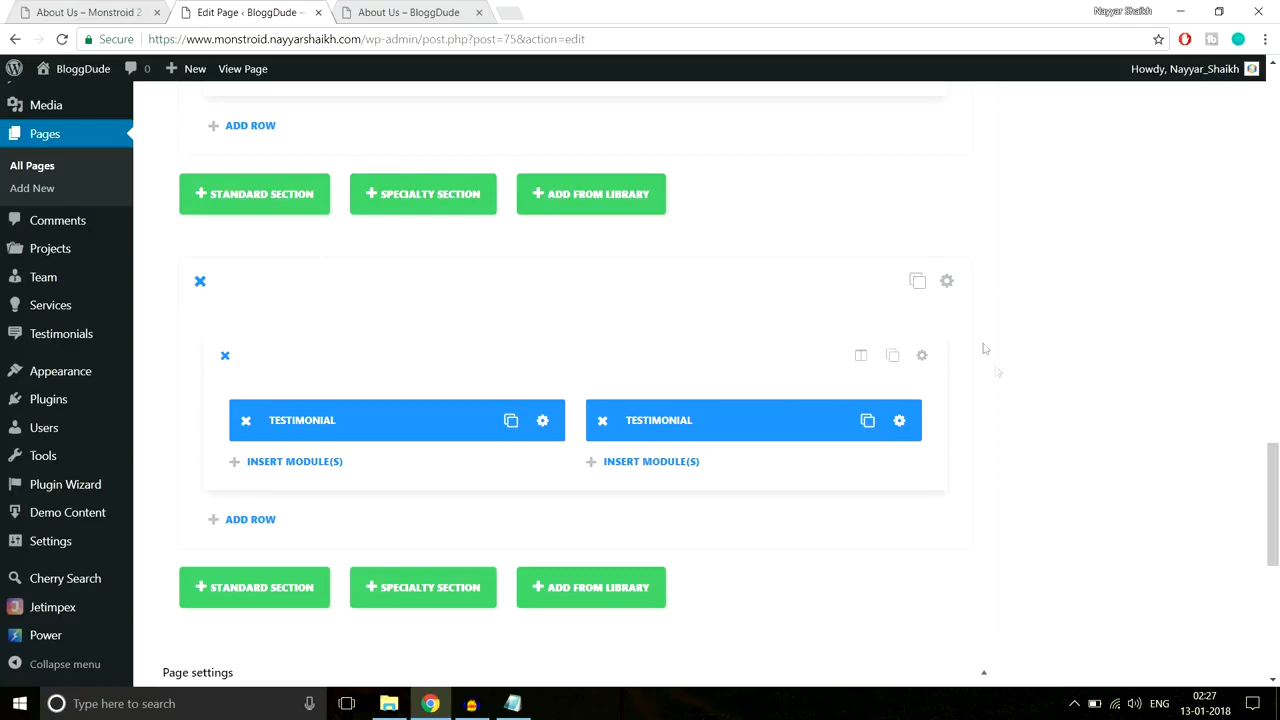 About Us – Monstroid 2
Edit Page ‹ BloggDude —
About Us – BloggDude
Nayyar Shaikh
Secure
https://www.monstroid.nayyarshaikh.com/wp-admin/post.php?post=75&action=edit
BloggDude
0
New
View Page
Howdy, Nayyar_Shaikh
Media
Pages
All Pages
Add New
Comments
Projects
Team
Services
Testimonials
Appearance
Plugins
Users
Tools
Plugin Wizard
Demo Content
Settings
Cherry Search
Jetimpex
Power
Collapse menu
ADD ROW
STANDARD SECTION
SPECIALTY SECTION
ADD FROM LIBRARY
TESTIMONIAL
TESTIMONIAL
INSERT MODULE(S)
INSERT MODULE(S)
ADD ROW
STANDARD SECTION
SPECIALTY SECTION
ADD FROM LIBRARY
Page settings
Type here to search
ENG
02:27
13-01-2018